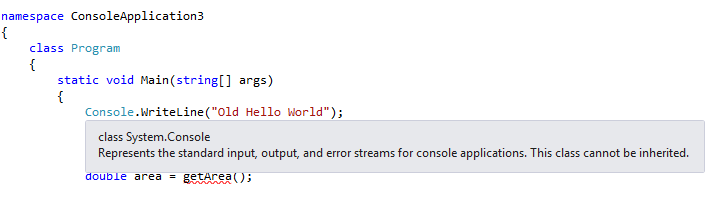 namespace ConsoleApplication3
{
class Program
{
static void Main(string[] args)
{
Console.WriteLine("Old Hello World");
class System.Console
Represents the standard input, output, and error streams for console applications. This class cannot be inherited.
double area = getArea();